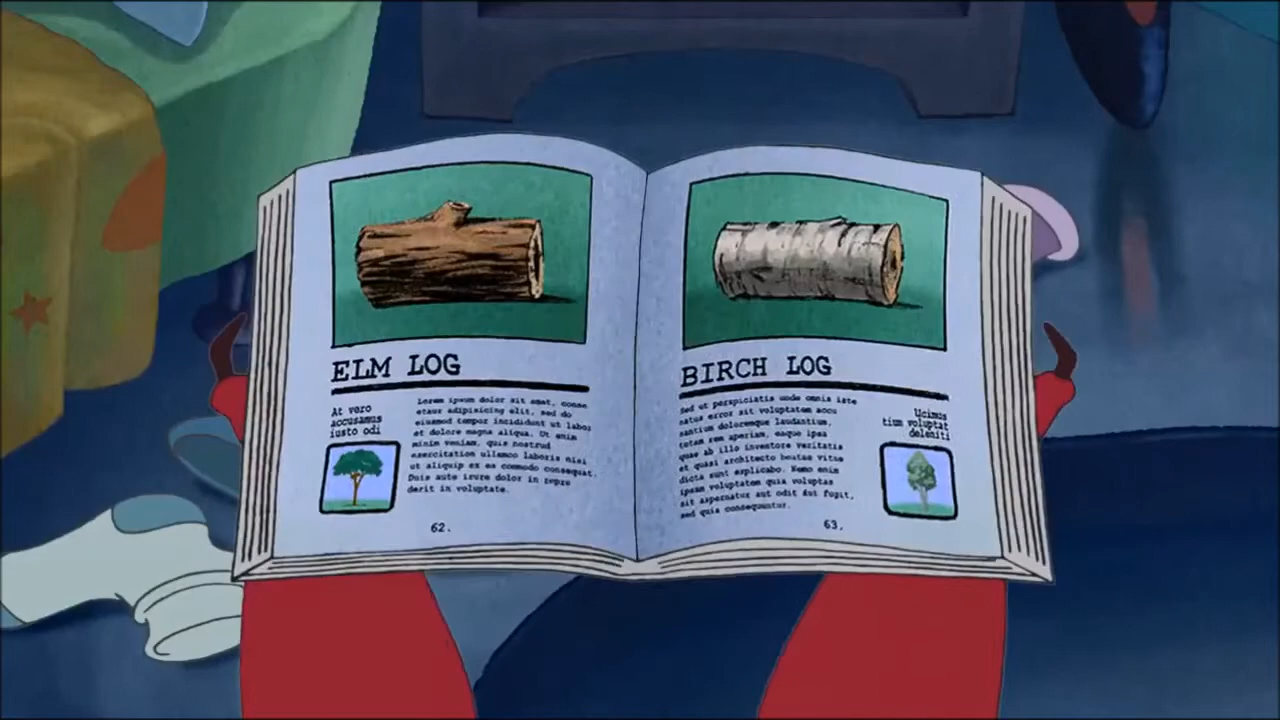 ELM LOG
At vero
accusamus
iusto odi
Lorem ipsum dolor sit amet, conse
ctetur adipisicing elit, sed do
eiusmod tempor incididunt ut labor
et dolore magna aliqua. Ut enim
minim veniam, quis nostrud
exercitation ullamco laboris nisi
ut aliquip ex ea commodo consequat.
Duis aute irure dolor in repre
derit in voluptate.
62.
BIRCH LOG
Sed ut perspiciatis unde omnis iste
natus error sit voluptatem accu
santium doloremque laudantium,
totam rem aperiam, eaque ipsa
quae ab illo inventore veritatis
et quasi architecto beatae vitae
dicta sunt explicabo. Nemo enim
ipsam voluptatem quia voluptas
sit aspernatur aut odit aut fugit,
sed quia consequuntur.
Ucimus
tium voluptat
deleniti
63.